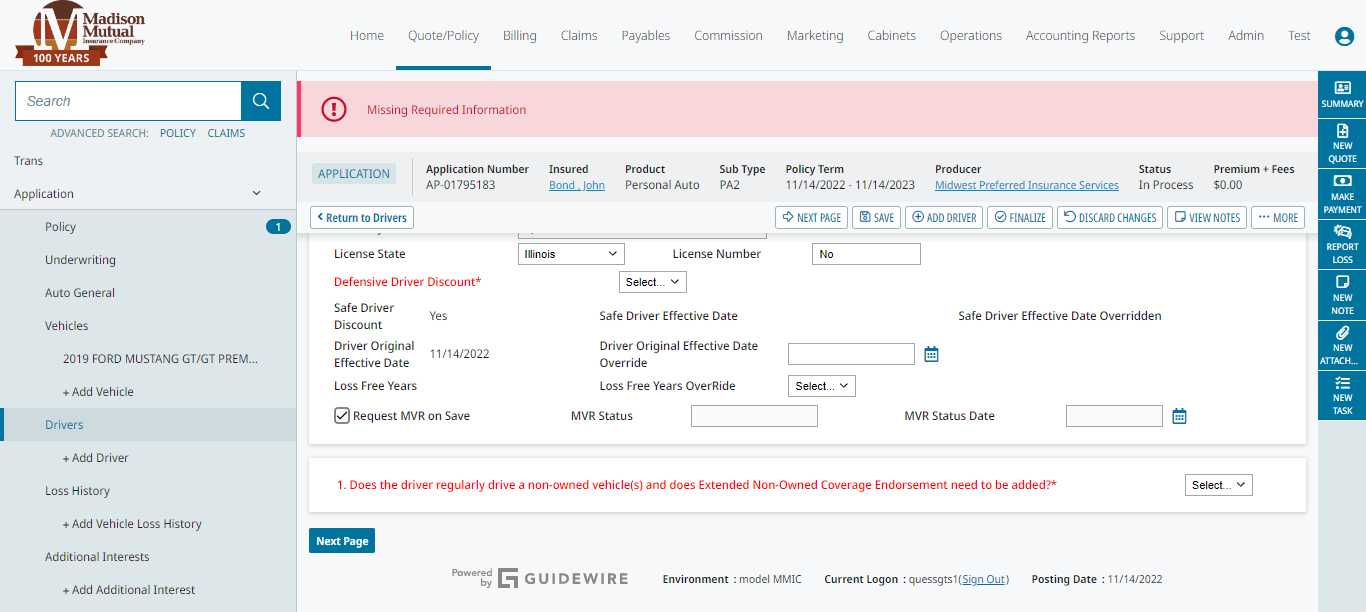 Madison
Mutual
Insurance Company
100 YEARS
Home Quote/Policy Billing Claims Payables Commission Marketing Cabinets Operations Accounting Reports Support Admin Test
Search
ADVANCED SEARCH: POLICY CLAIMS
Trans
Application
Policy 1
Underwriting
Auto General
Vehicles
2019 FORD MUSTANG GT/GT PREM...
+ Add Vehicle
Drivers
+ Add Driver
Loss History
+ Add Vehicle Loss History
Additional Interests
+ Add Additional Interest
Missing Required Information
APPLICATION
Application Number Insured Product Sub Type Policy Term Producer Status Premium + Fees
AP-01795183 Bond , John Personal Auto PA2 11/14/2022 - 11/14/2023 Midwest Preferred Insurance Services In Process $0.00
Return to Drivers NEXT PAGE SAVE ADD DRIVER FINALIZE DISCARD CHANGES VIEW NOTES MORE
License State Illinois License Number No
Defensive Driver Discount* Select...
Safe Driver
Discount Yes Safe Driver Effective Date Safe Driver Effective Date Overridden
Driver Original
Effective Date 11/14/2022 Driver Original Effective Date
Override
Loss Free Years Loss Free Years OverRide Select...
Request MVR on Save MVR Status MVR Status Date
1. Does the driver regularly drive a non-owned vehicle(s) and does Extended Non-Owned Coverage Endorsement need to be added?* Select...
Next Page
Powered
by GUIDEWIRE Environment : model MMIC Current Logon : quessgts1(Sign Out) Posting Date : 11/14/2022
SUMMARY
NEW
QUOTE
MAKE
PAYMENT
REPORT
LOSS
NEW
NOTE
NEW
ATTACH...
NEW
TASK